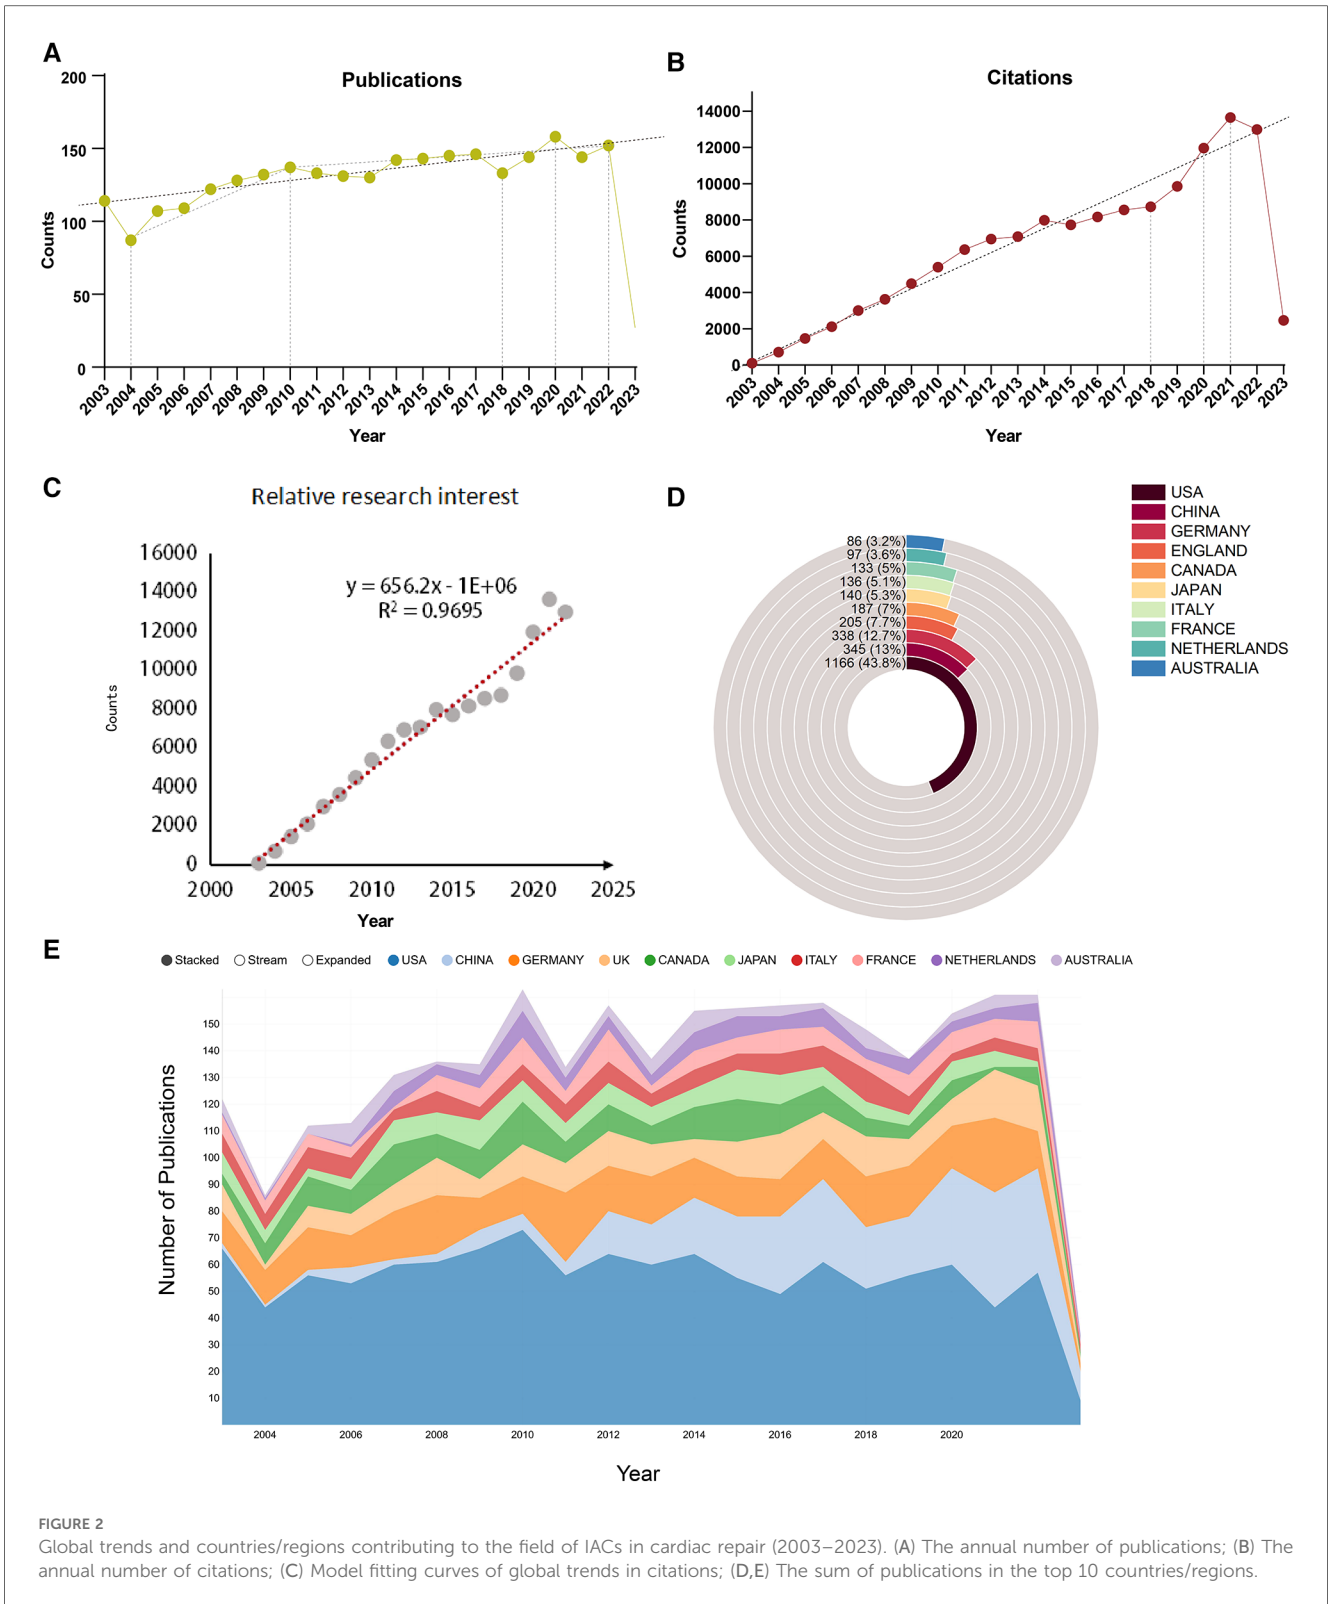 A
Publications
200
150
100
50
0
Counts
2003 2004 2005 2006 2007 2008 2009 2010 2011 2012 2013 2014 2015 2016 2017 2018 2019 2020 2021 2022 2023
Year
B
Citations
14000
12000
10000
8000
6000
4000
2000
0
Counts
2003 2004 2005 2006 2007 2008 2009 2010 2011 2012 2013 2014 2015 2016 2017 2018 2019 2020 2021 2022 2023
Year
C
Relative research interest
y = 656.2x - 1E+06
R² = 0.9695
16000
14000
12000
10000
8000
6000
4000
2000
0
Counts
2000 2005 2010 2015 2020 2025
Year
D
86 (3.2%)
97 (3.6%)
133 (5%)
136 (5.1%)
140 (5.3%)
187 (7%)
205 (7.7%)
338 (12.7%)
345 (13%)
1166 (43.8%)
USA
CHINA
GERMANY
ENGLAND
CANADA
JAPAN
ITALY
FRANCE
NETHERLANDS
AUSTRALIA
E
Stacked Stream Expanded USA CHINA GERMANY UK CANADA JAPAN ITALY FRANCE NETHERLANDS AUSTRALIA
150
140
130
120
110
100
90
80
70
60
50
40
30
20
10
Number of Publications
2004 2006 2008 2010 2012 2014 2016 2018 2020
Year
FIGURE 2
Global trends and countries/regions contributing to the field of IACs in cardiac repair (2003–2023). (A) The annual number of publications; (B) The
annual number of citations; (C) Model fitting curves of global trends in citations; (D,E) The sum of publications in the top 10 countries/regions.